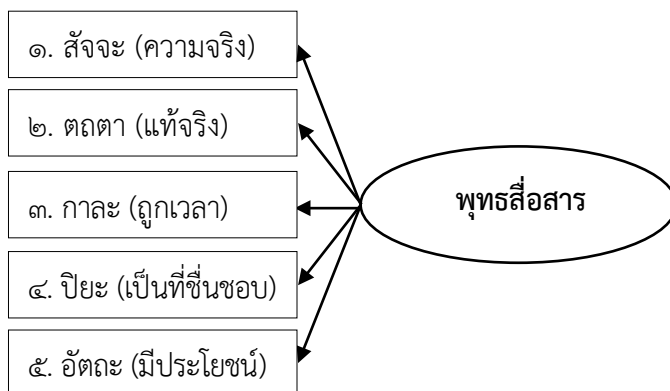 ๑. สัจจะ (ความจริง)
๒. ตถตา (แท้จริง)
๓. กาละ (ถูกเวลา)
๔. ปิยะ (เป็นที่ชื่นชอบ)
๕. อัตถะ (มีประโยชน์)
พุทธสื่อสาร